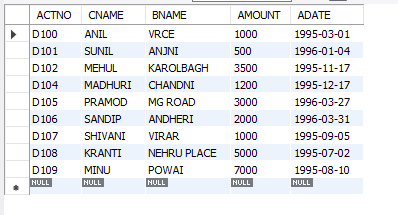 ACTNO CNAME BNAME AMOUNT ADATE
D100 ANIL VRCE 1000 1995-03-01
D101 SUNIL ANJNI 500 1996-01-04
D102 MEHUL KAROLBAGH 3500 1995-11-17
D104 MADHURI CHANDNI 1200 1995-12-17
D105 PRAMOD MG ROAD 3000 1996-03-27
D106 SANDIP ANDHERI 2000 1996-03-31
D107 SHIVANI VIRAR 1000 1995-09-05
D108 KRANTI NEHRU PLACE 5000 1995-07-02
D109 MINU POWAI 7000 1995-08-10
NULL NULL NULL NULL NULL